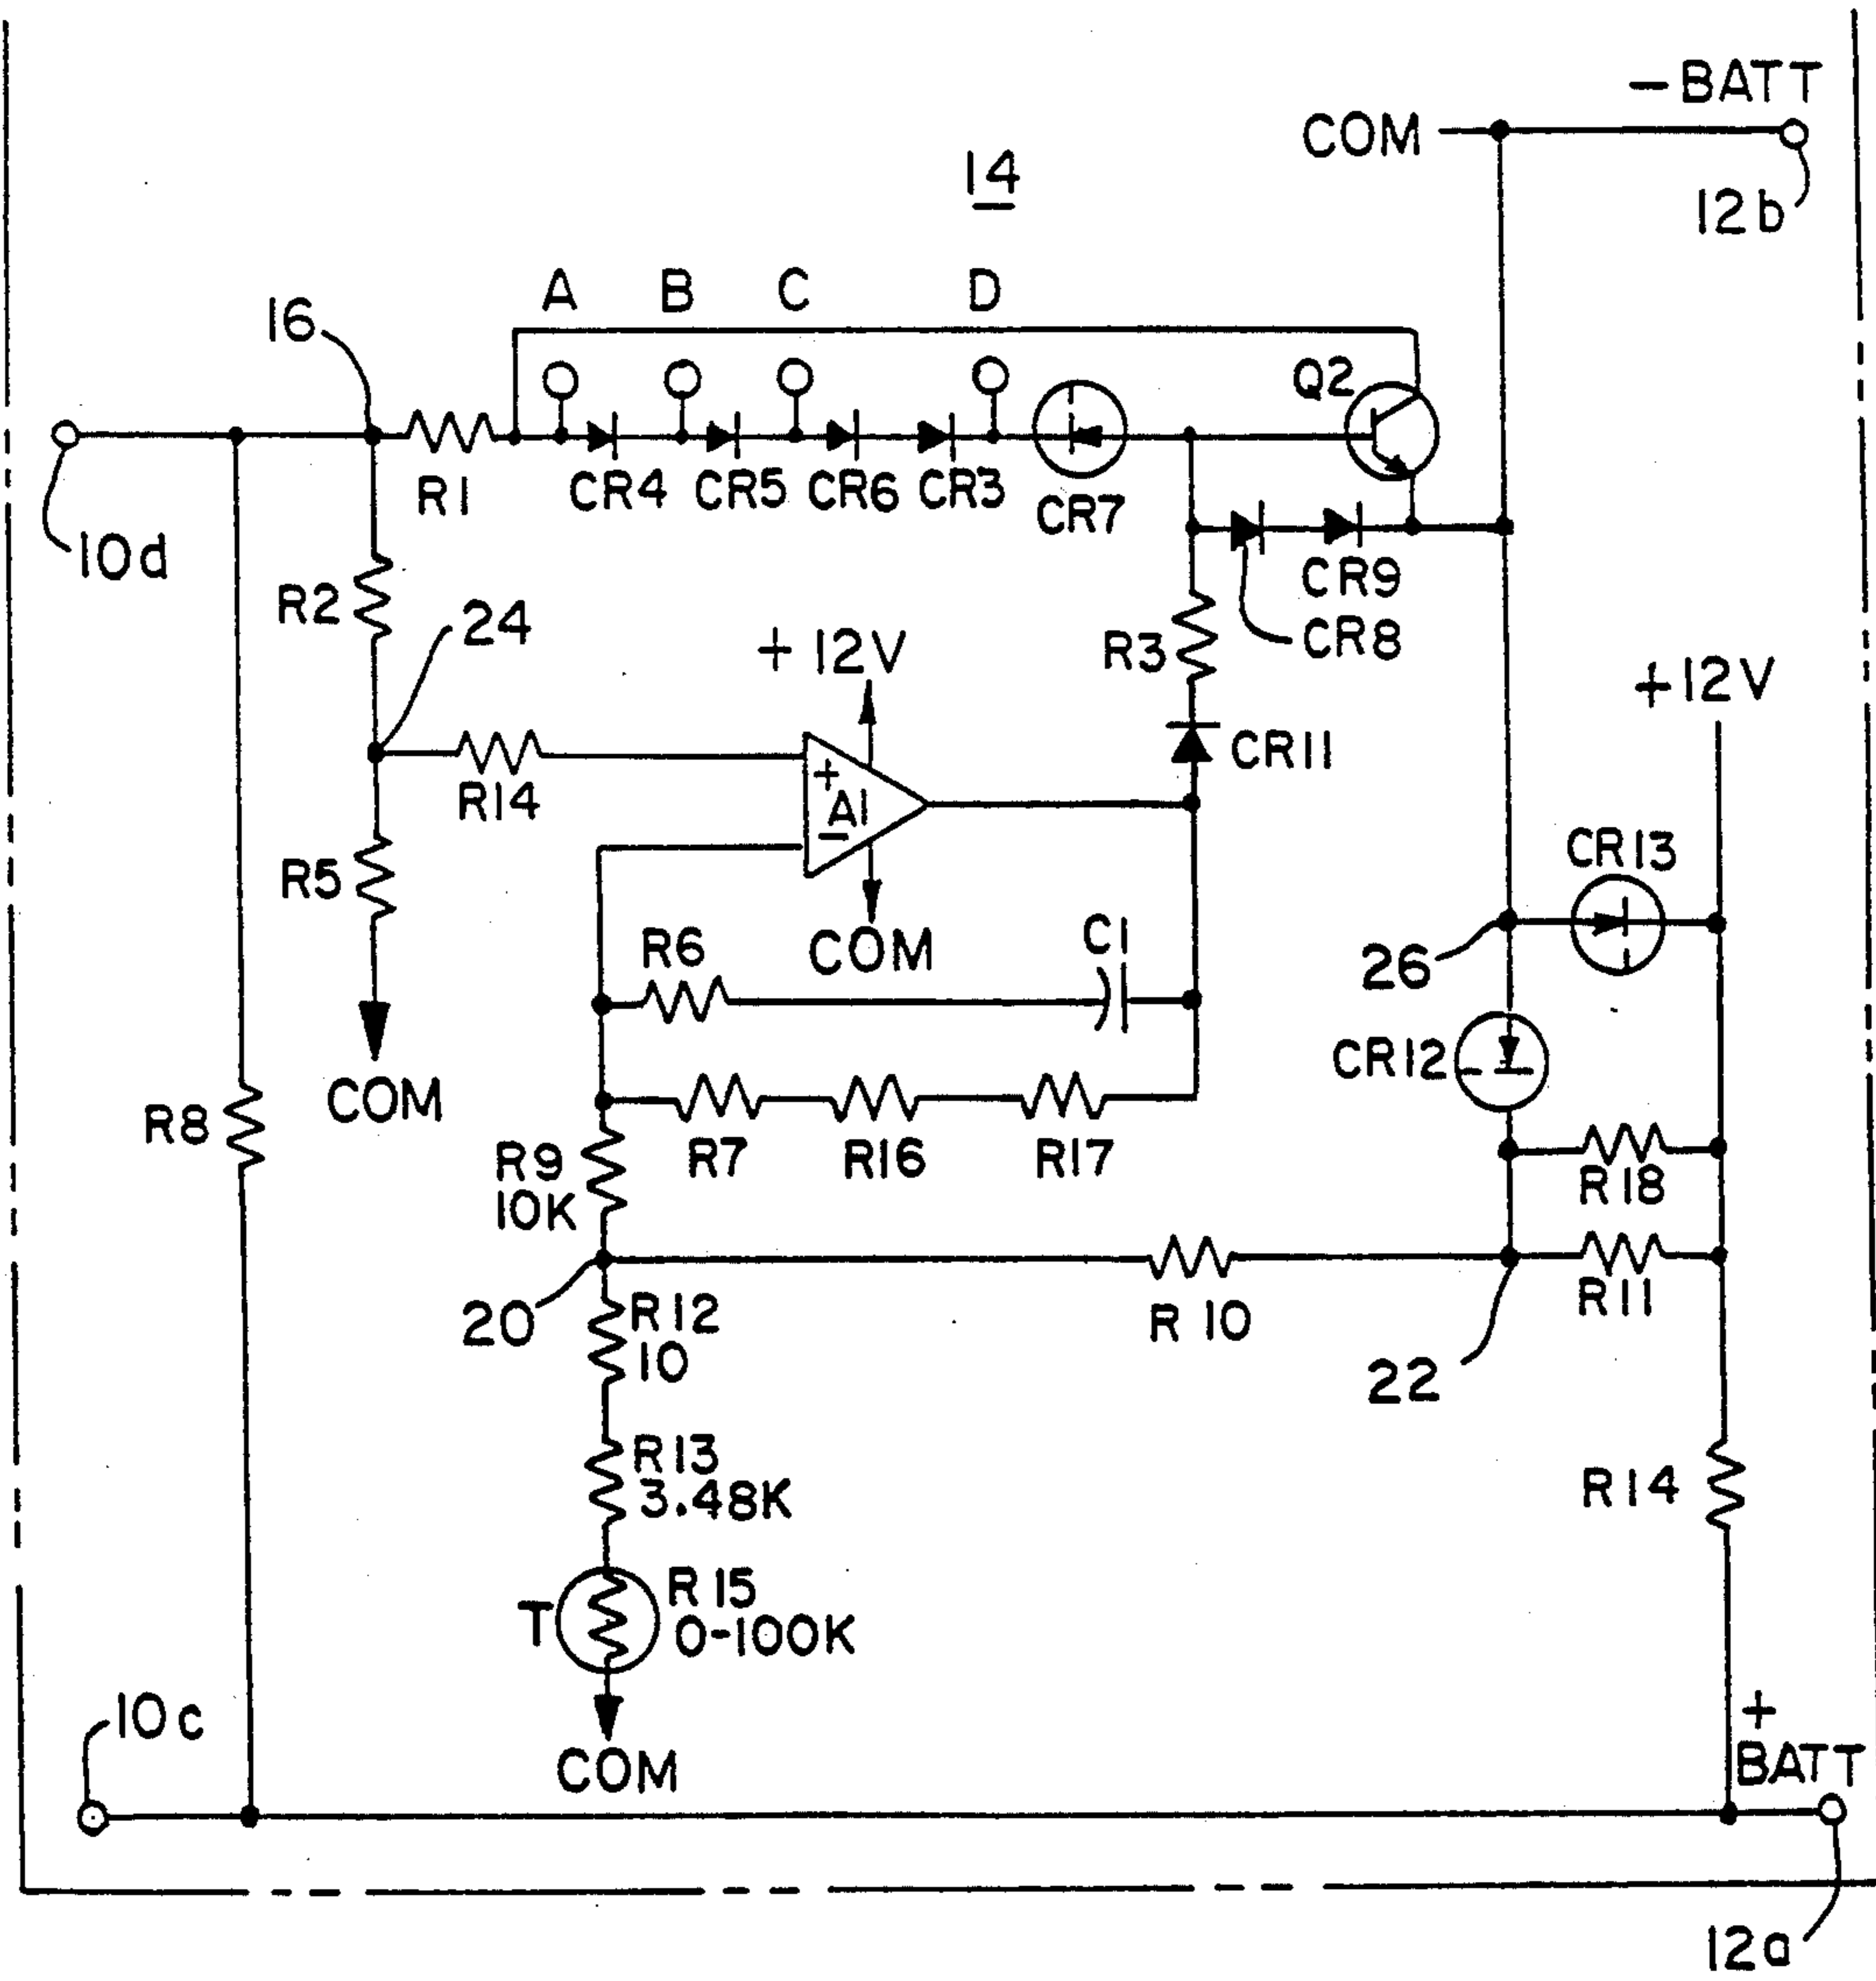 -BATT
COM
12b
14
A B C D
16
Q2
10d
R1
CR4 CR5 CR6 CR3 CR7
CR9
CR8
R2
24
+12V
R3
+12V
CR11
R14
+
A1
-
R5
CR13
COM
R6
C1
26
CR12
COM
R8
R9
10K
R7 R16 R17
R18
20
R12
10
R10
R11
22
R13
3.48K
R14
T
R15
0-100K
10c
COM
+
BATT
12a